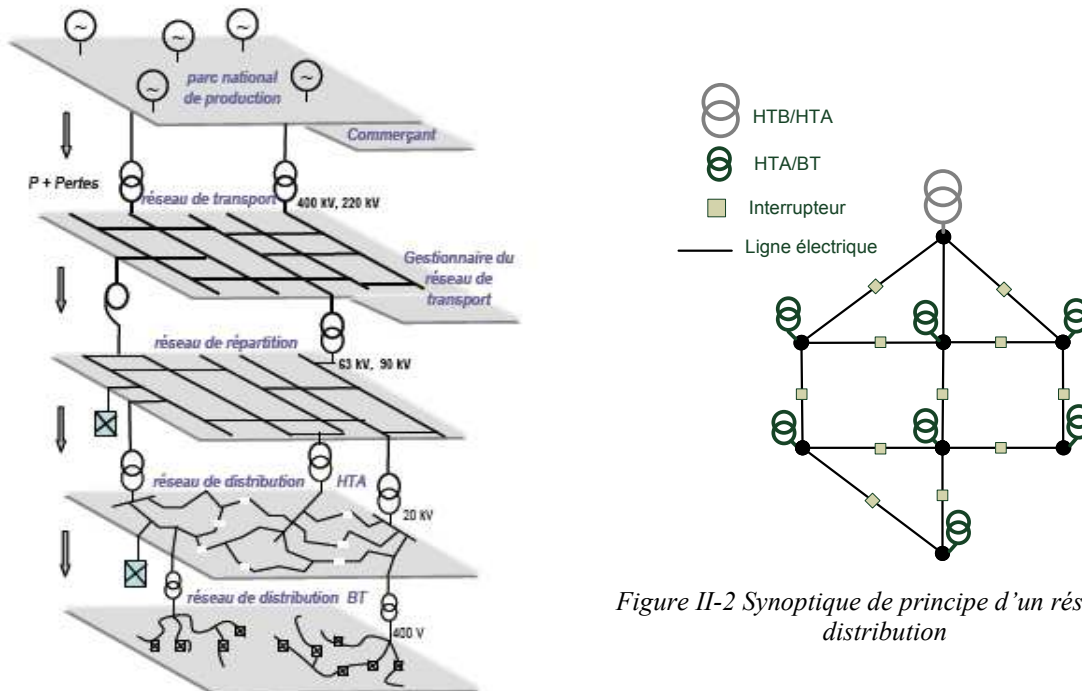 parc national
de production
Commerçant
P + Pertes
réseau de transport
400 kV, 220 kV
Gestionnaire du
réseau de
transport
réseau de répartition
63 kV, 90 kV
réseau de distribution HTA
20 kV
réseau de distribution BT
400 V
HTB/HTA
HTA/BT
Interrupteur
Ligne électrique
Figure II-2 Synoptique de principe d’un rés
distribution